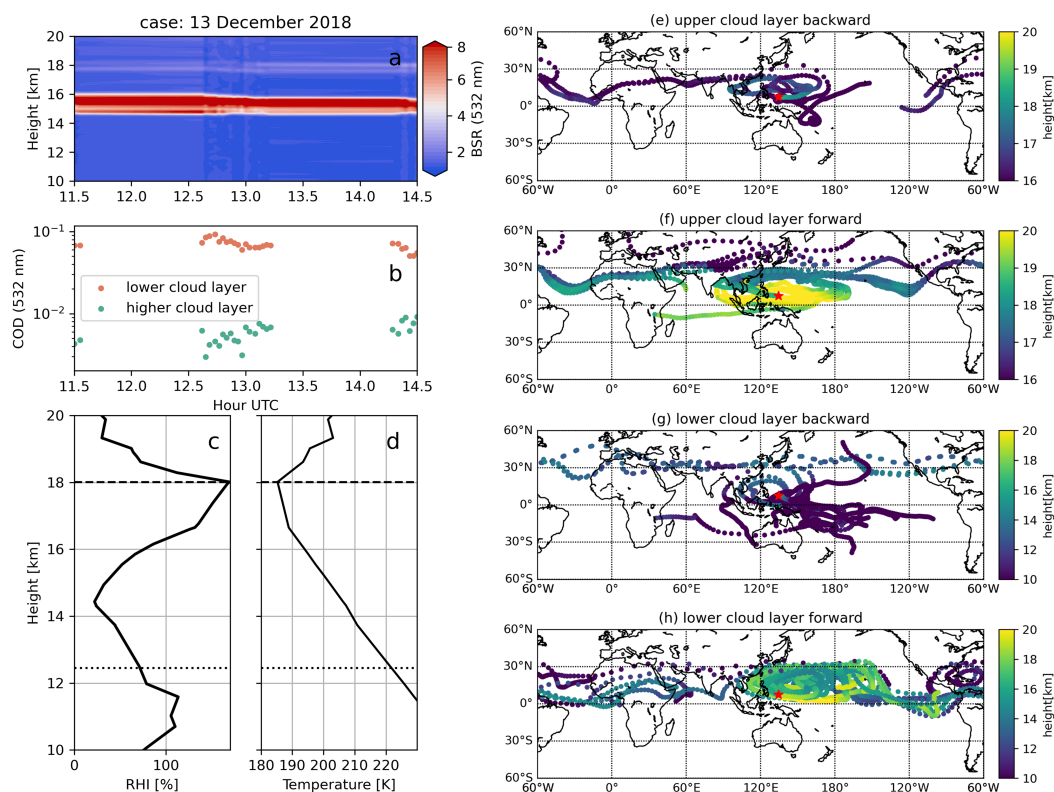 case: 13 December 2018
20
18
16
14
12
10
Height [km]
a
11.5 12.0 12.5 13.0 13.5 14.0 14.5
8
6
4
2
BSR (532 nm)
10⁻¹
10⁻²
COD (532 nm)
b
lower cloud layer
higher cloud layer
11.5 12.0 12.5 13.0 13.5 14.0 14.5
Hour UTC
20
18
16
14
12
10
Height [km]
c
d
0 100
RHI [%]
180 190 200 210 220
Temperature [K]
(e) upper cloud layer backward
60°N
30°N
0°
30°S
60°S
60°W 0° 60°E 120°E 180° 120°W 60°W
20
19
18
17
16
height[km]
(f) upper cloud layer forward
60°N
30°N
0°
30°S
60°S
60°W 0° 60°E 120°E 180° 120°W 60°W
20
19
18
17
16
height[km]
(g) lower cloud layer backward
60°N
30°N
0°
30°S
60°S
60°W 0° 60°E 120°E 180° 120°W 60°W
20
18
16
14
12
10
height[km]
(h) lower cloud layer forward
60°N
30°N
0°
30°S
60°S
60°W 0° 60°E 120°E 180° 120°W 60°W
20
18
16
14
12
10
height[km]